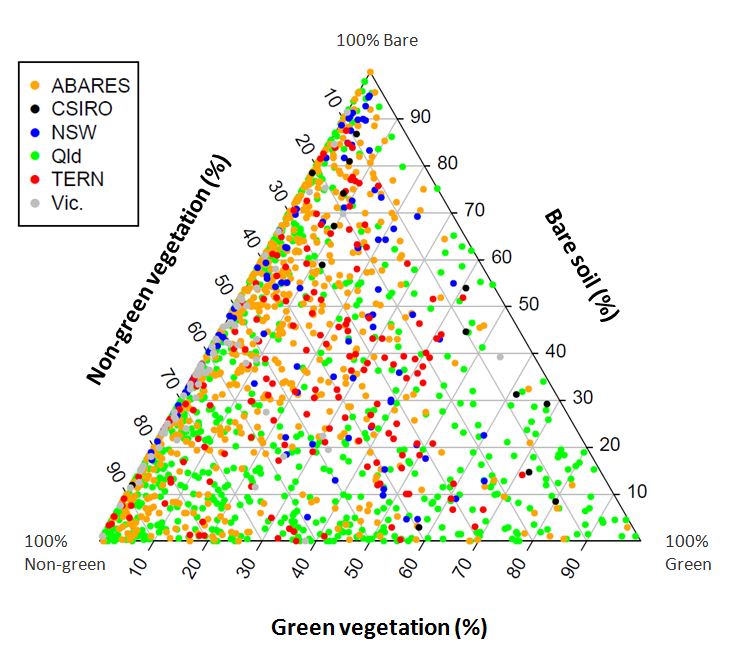 100% Bare
ABARES
CSIRO
NSW
Qld
TERN
Vic.
Non-green vegetation (%)
10
20
30
40
50
60
70
80
90
Bare soil (%)
90
80
70
60
50
40
30
20
10
100%
Non-green
100%
Green
10
20
30
40
50
60
70
80
90
Green vegetation (%)